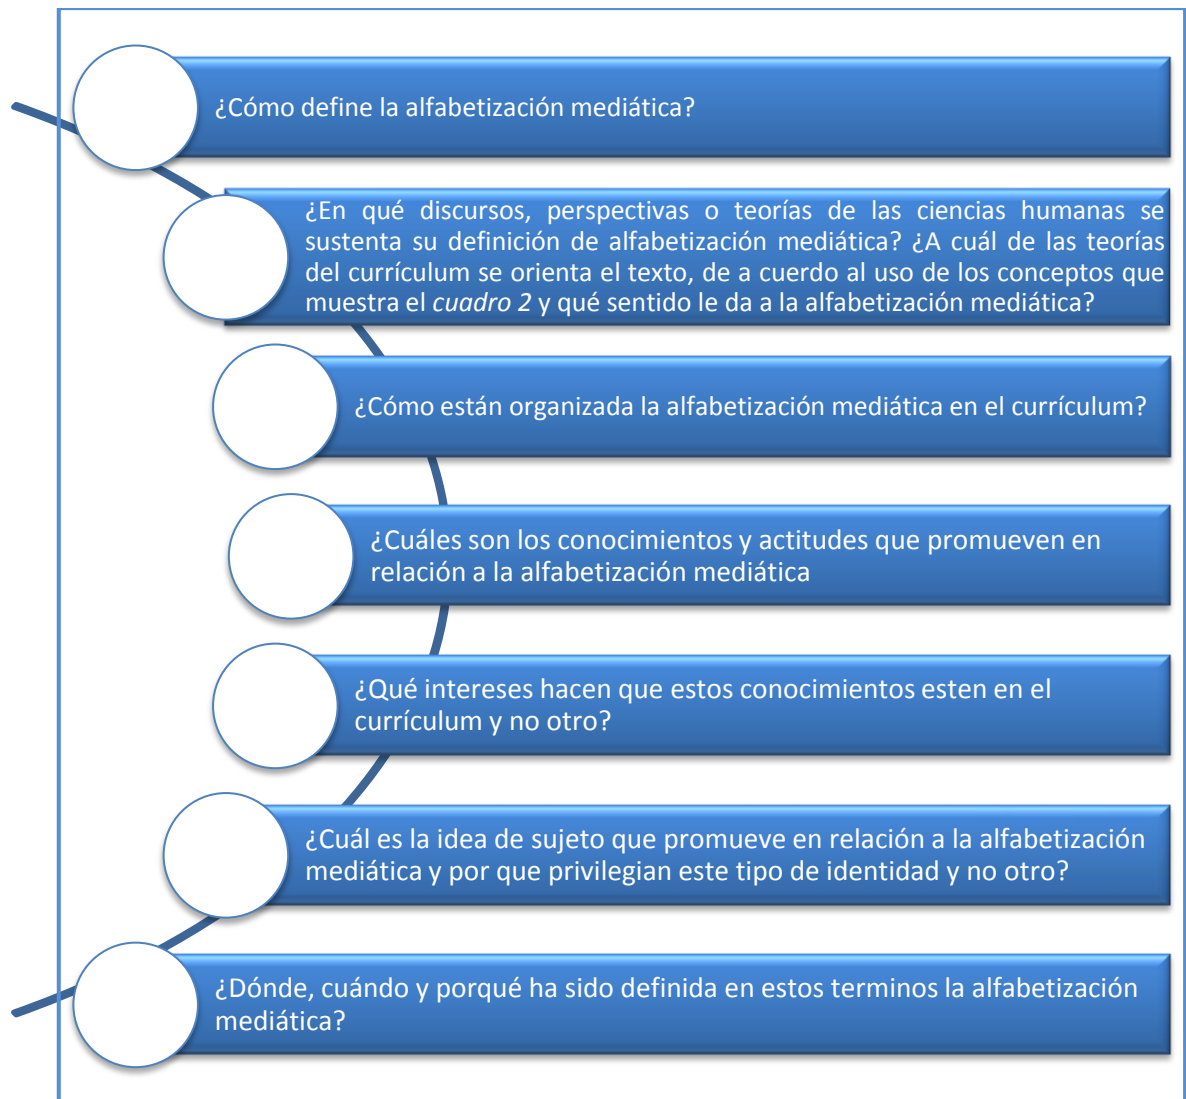 ¿Cómo define la alfabetización mediática?
¿En qué discursos, perspectivas o teorías de las ciencias humanas se
sustenta su definición de alfabetización mediática? ¿A cuál de las teorías
del currículum se orienta el texto, de a cuerdo al uso de los conceptos que
muestra el cuadro 2 y qué sentido le da a la alfabetización mediática?
¿Cómo están organizada la alfabetización mediática en el currículum?
¿Cuáles son los conocimientos y actitudes que promueven en
relación a la alfabetización mediática
¿Qué intereses hacen que estos conocimientos esten en el
currículum y no otro?
¿Cuál es la idea de sujeto que promueve en relación a la alfabetización
mediática y por que privilegian este tipo de identidad y no otro?
¿Dónde, cuándo y porqué ha sido definida en estos terminos la alfabetización
mediática?